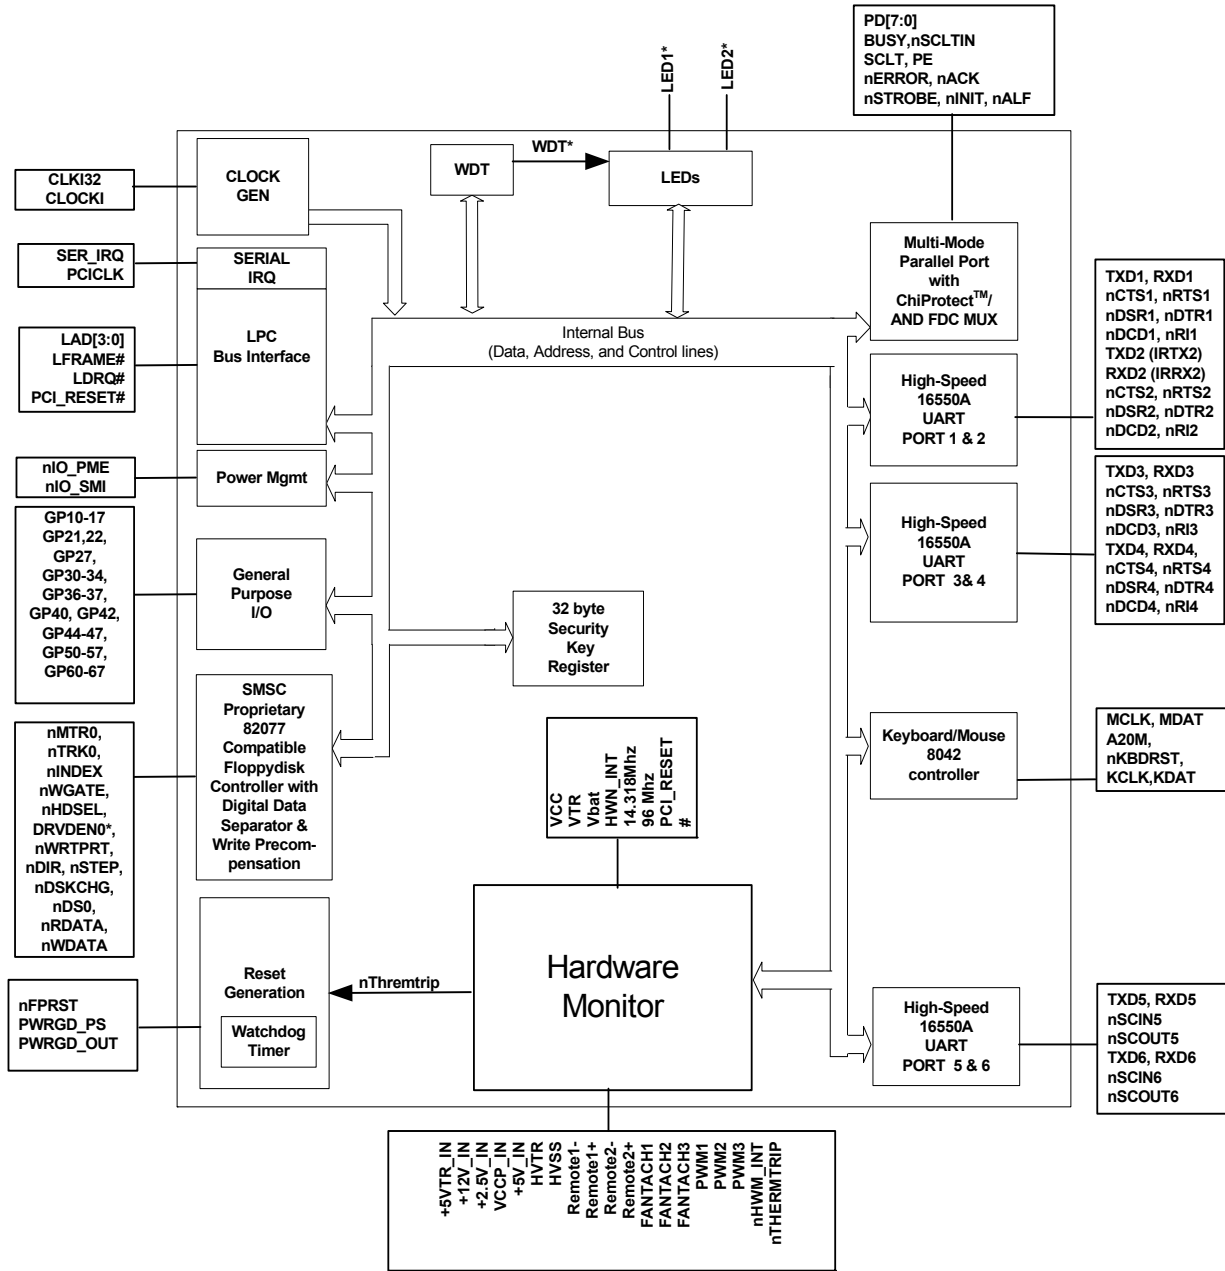 PD[7:0]
BUSY,nSCLTIN
SCLT, PE
nERROR, nACK
nSTROBE, nINIT, nALF
LED1*
LED2*
CLKI32
CLOCKI
CLOCK
GEN
WDT
WDT*
LEDs
SER_IRQ
PCICLK
SERIAL
IRQ
LAD[3:0]
LFRAME#
LDRQ#
PCI_RESET#
LPC
Bus Interface
Internal Bus
(Data, Address, and Control lines)
Multi-Mode
Parallel Port
with
ChiProtect™/
AND FDC MUX
TXD1, RXD1
nCTS1, nRTS1
nDSR1, nDTR1
nDCD1, nRI1
TXD2 (IRTX2)
RXD2 (IRRX2)
nCTS2, nRTS2
nDSR2, nDTR2
nDCD2, nRI2
High-Speed
16550A
UART
PORT 1 & 2
nIO_PME
nIO_SMI
Power Mgmt
TXD3, RXD3
nCTS3, nRTS3
nDSR3, nDTR3
nDCD3, nRI3
TXD4, RXD4,
nCTS4, nRTS4
nDSR4, nDTR4
nDCD4, nRI4
High-Speed
16550A
UART
PORT 3& 4
GP10-17
GP21,22,
GP27,
GP30-34,
GP36-37,
GP40, GP42,
GP44-47,
GP50-57,
GP60-67
General
Purpose
I/O
32 byte
Security
Key
Register
nMTR0,
nTRK0,
nINDEX
nWGATE,
nHDSEL,
DRVDEN0*,
nWRTPRT,
nDIR, nSTEP,
nDSKCHG,
nDS0,
nRDATA,
nWDATA
SMSC
Proprietary
82077
Compatible
Floppydisk
Controller with
Digital Data
Separator &
Write Precom-
pensation
VCC
VTR
Vbat
HWN_INT
14.318Mhz
96 Mhz
PCI_RESET
#
Keyboard/Mouse
8042
controller
MCLK, MDAT
A20M,
nKBDRST,
KCLK,KDAT
nFPRST
PWRGD_PS
PWRGD_OUT
Reset
Generation
Watchdog
Timer
nThremtrip
Hardware
Monitor
High-Speed
16550A
UART
PORT 5 & 6
TXD5, RXD5
nSCIN5
nSCOUT5
TXD6, RXD6
nSCIN6
nSCOUT6
+5VTR_IN
+12V_IN
+2.5V_IN
VCCP_IN
+5V_IN
HVTR
HVSS
Remote1-
Remote1+
Remote2-
Remote2+
FANTACH1
FANTACH2
FANTACH3
PWM1
PWM2
PWM3
nHWM_INT
nTHERMTRIP